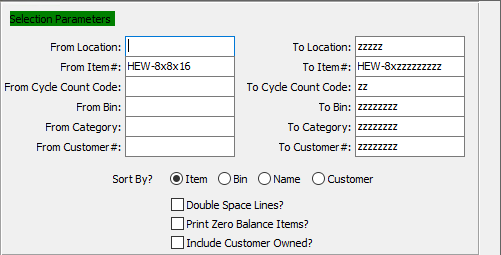 Selection Parameters
From Location: To Location: zzzzz
From Item#: HEW-8x8x16 To Item#: HEW-8xzzzzzzzzz
From Cycle Count Code: To Cycle Count Code: zz
From Bin: To Bin: zzzzzzzz
From Category: To Category: zzzzzzzz
From Customer#: To Customer#: zzzzzzzz
Sort By? Item Bin Name Customer
Double Space Lines?
Print Zero Balance Items?
Include Customer Owned?